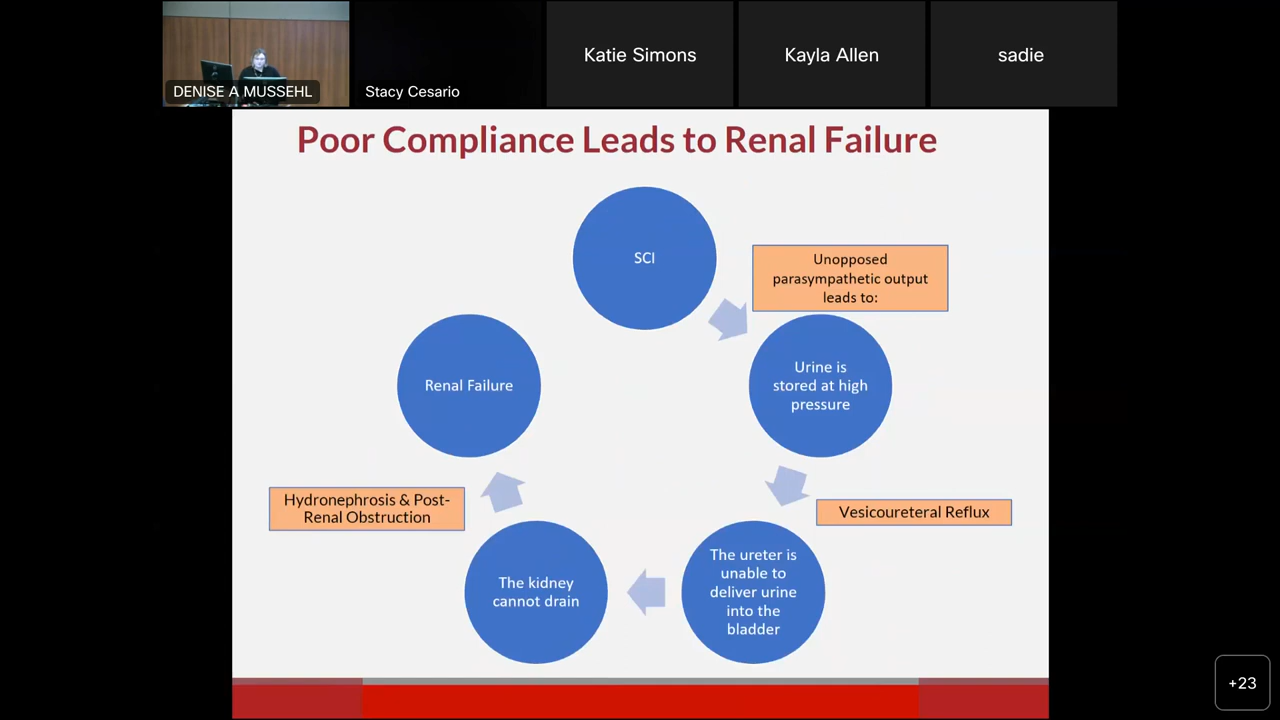 DENISE A MUSSEHL
Stacy Cesario
Katie Simons
Kayla Allen
sadie
Poor Compliance Leads to Renal Failure
SCI
Unopposed
parasympathetic output
leads to:
Urine is
stored at high
pressure
Vesicoureteral Reflux
The ureter is
unable to
deliver urine
into the
bladder
The kidney
cannot drain
Hydronephrosis & Post-
Renal Obstruction
Renal Failure
+23